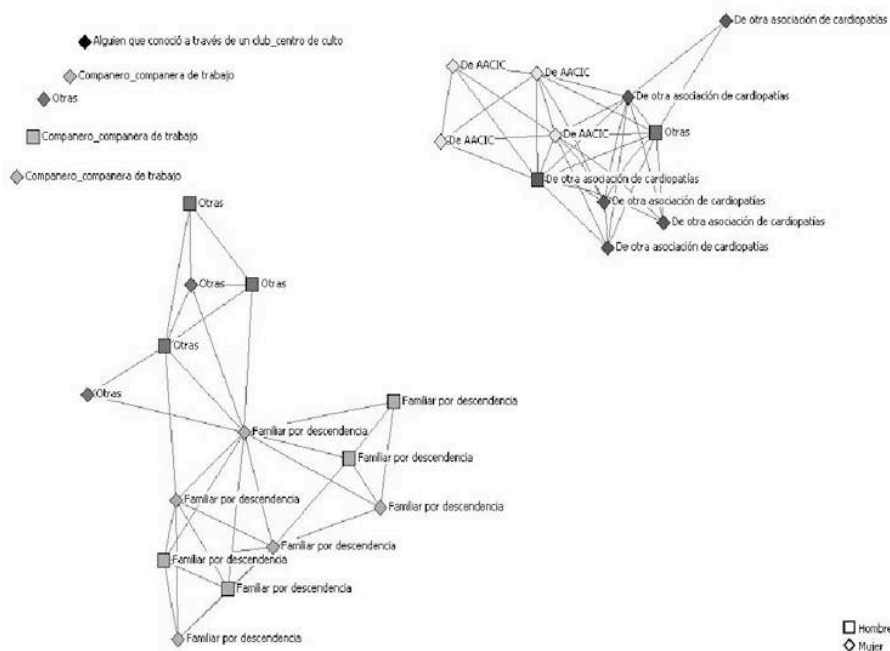 De otra asociación de cardiopatías
Alguien que conoció a través de un club_centro de culto
De AACIC
De AACIC
Companero_companera de trabajo
Otras
De otra asociación de cardiopatías
Companero_companera de trabajo
De AACIC
De AACIC
Otras
Companero_companera de trabajo
De otra asociación de cardiopatías
Otras
De otra asociación de cardiopatías
De otra asociación de cardiopatías
De otra asociación de cardiopatías
Otras
Otras
Otras
Otras
Familiar por descendencia
Familiar por descendencia
Familiar por descendencia
Familiar por descendencia
Familiar por descendencia
Familiar por descendencia
Familiar por descendencia
Familiar por descendencia
Familiar por descendencia
Hombre
Mujer